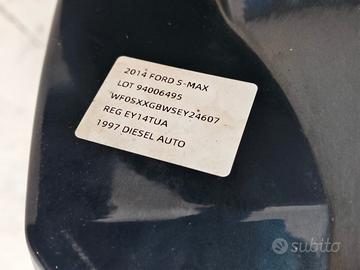 2014 FORD S-MAX
LOT 94006495
WF0SXXGBWSEY24607
REG EY14TUA
1997 DIESEL AUTO
subito